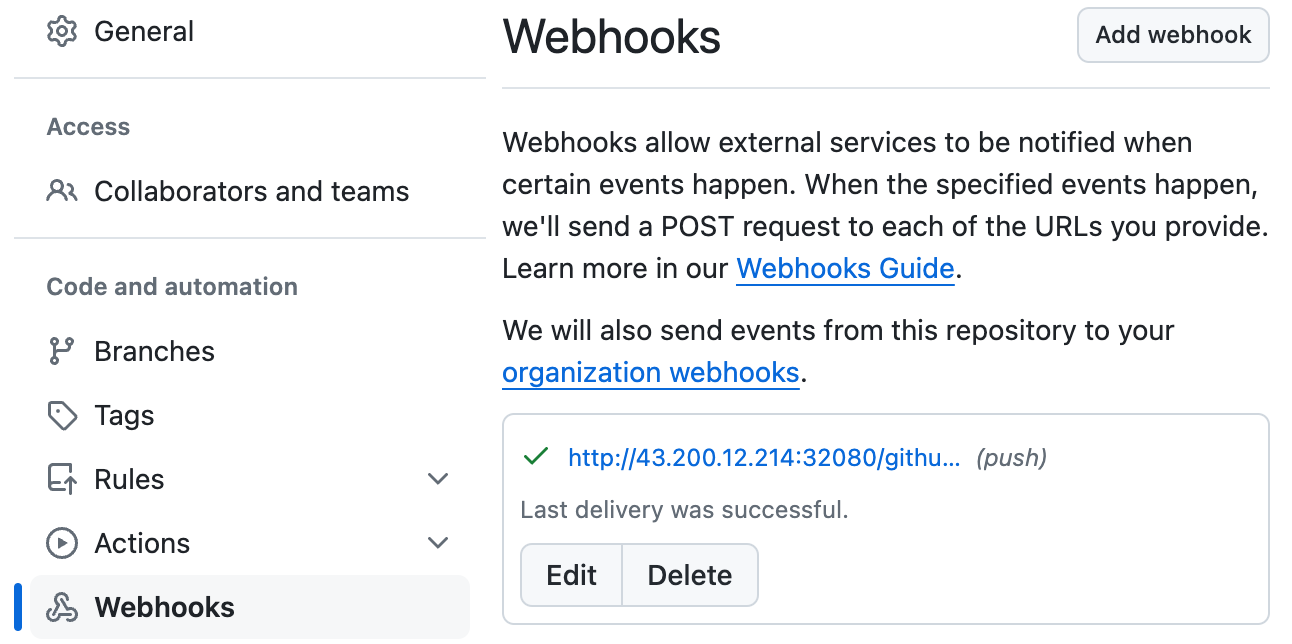 General
Access
Collaborators and teams
Code and automation
Branches
Tags
Rules
Actions
Webhooks
Webhooks
Add webhook
Webhooks allow external services to be notified when
certain events happen. When the specified events happen,
we'll send a POST request to each of the URLs you provide.
Learn more in our Webhooks Guide.
We will also send events from this repository to your
organization webhooks.
http://43.200.12.214:32080/githu... (push)
Last delivery was successful.
Edit
Delete